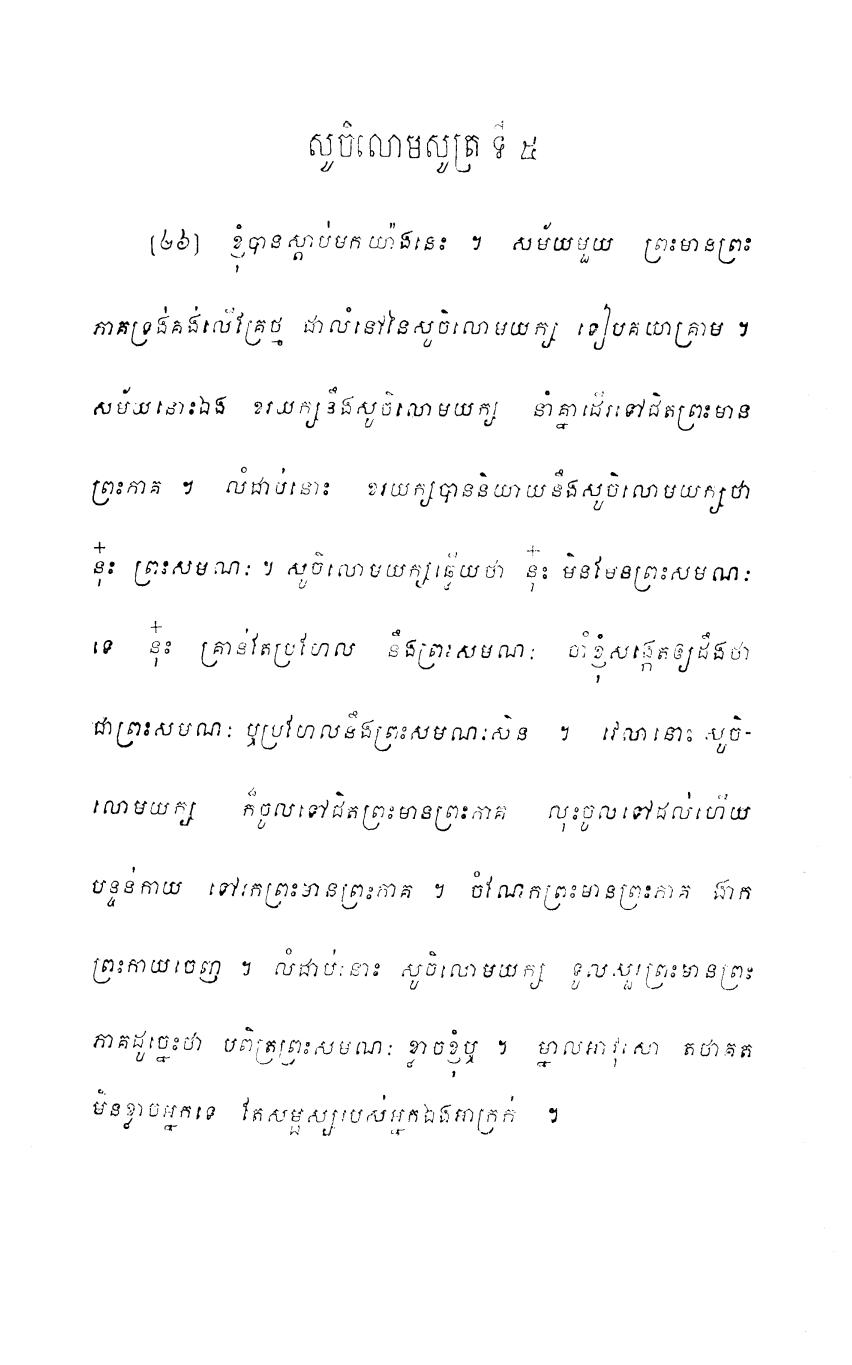 សូចិលោមសូត្រ ទី ៥
[៤៦] ខ្ញុំបានស្តាប់មកយ៉ាងនេះ ។ សម័យមួយ ព្រះមានព្រះ
ភាគទ្រង់គង់លើគ្រែថ្ម ជាលំនៅនៃសូចិលោមយក្ស ទៀបគយាគ្រាម ។
សម័យនោះឯង ខរយក្សនឹងសូចិលោមយក្ស នាំគ្នាដើរទៅជិតព្រះមាន
ព្រះភាគ ។ លំដាប់នោះ ខរយក្សបាននិយាយនឹងសូចិលោមយក្សថា
នុ៎ះ ព្រះសមណៈ ។ សូចិលោមយក្សឆ្លើយថា នុ៎ះ មិនមែនព្រះសមណៈ
ទេ នុ៎ះ គ្រាន់តែប្រហែល នឹងព្រះសមណៈ ចាំខ្ញុំសង្កេតឲ្យដឹងថា
ជាព្រះសមណៈ ឬប្រហែលនឹងព្រះសមណៈសិន ។ វេលានោះ សូចិ-
លោមយក្ស ក៏ចូលទៅជិតព្រះមានព្រះភាគ លុះចូលទៅដល់ហើយ
បន្ទន់កាយ ទៅរកព្រះមានព្រះភាគ ។ ចំណែកព្រះមានព្រះភាគ ងាក
ព្រះកាយចេញ ។ លំដាប់នោះ សូចិលោមយក្ស ទូលសួរព្រះមានព្រះ
ភាគដូច្នេះថា បពិត្រព្រះសមណៈ ខ្លាចខ្ញុំឬ ។ ម្នាលអាវុសោ តថាគត
មិនខ្លាចអ្នកទេ តែសម្ផស្សរបស់អ្នកឯងអាក្រក់ ។